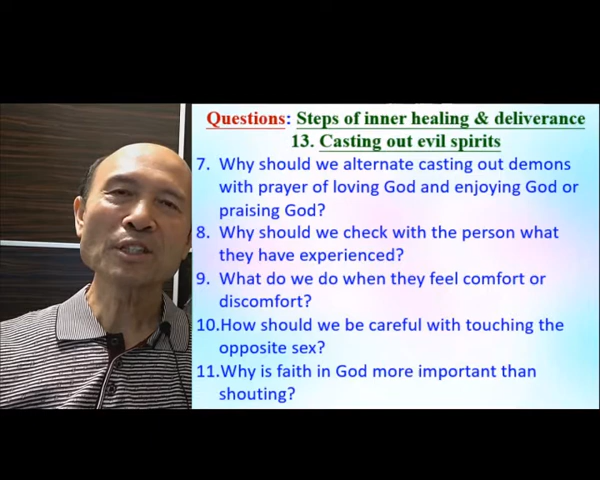 Questions: Steps of inner healing & deliverance
13. Casting out evil spirits
7. Why should we alternate casting out demons
with prayer of loving God and enjoying God or
praising God?
8. Why should we check with the person what
they have experienced?
9. What do we do when they feel comfort or
discomfort?
10.How should we be careful with touching the
opposite sex?
11.Why is faith in God more important than
shouting?